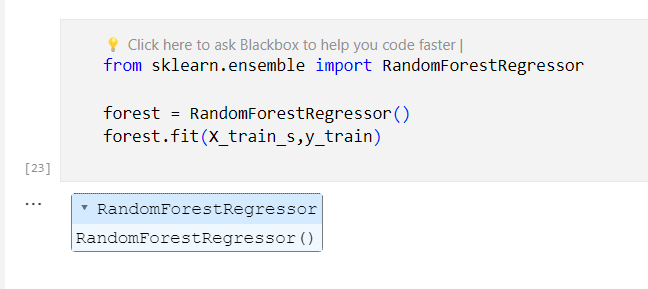 💡 Click here to ask Blackbox to help you code faster |
from sklearn.ensemble import RandomForestRegressor
forest = RandomForestRegressor()
forest.fit(X_train_s,y_train)
[23]
...
▾ RandomForestRegressor
RandomForestRegressor()